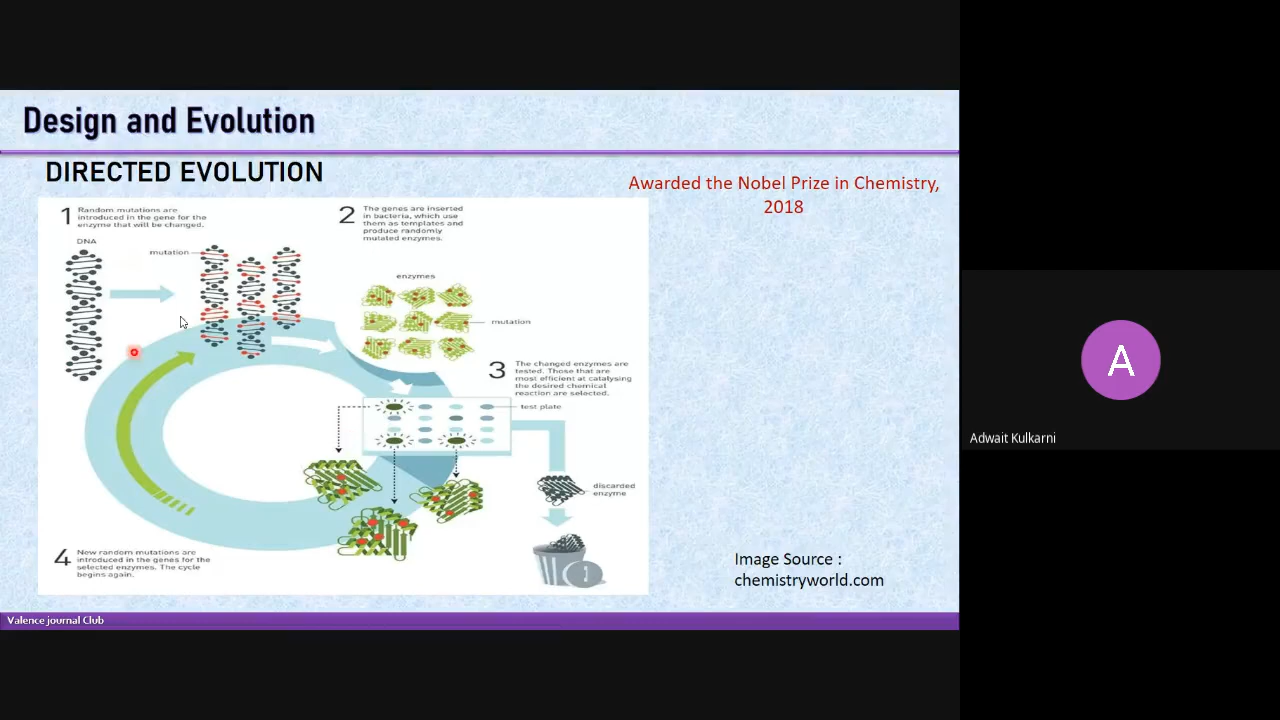 Design and Evolution
DIRECTED EVOLUTION
Awarded the Nobel Prize in Chemistry,
2018
1
Random mutations are
introduced in the gene for the
enzyme that will be changed.
DNA
mutation
2
The genes are inserted
in bacteria, which use
them as templates and
produce randomly
mutated enzymes.
enzymes
mutation
3
The changed enzymes are
tested. Those that are
most efficient at catalysing
the desired chemical
reaction are selected.
test plate
discarded
enzyme
4
New random mutations are
introduced in the genes for the
selected enzymes. The cycle
begins again.
Image Source :
chemistryworld.com
Valence journal Club
A
Adwait Kulkarni